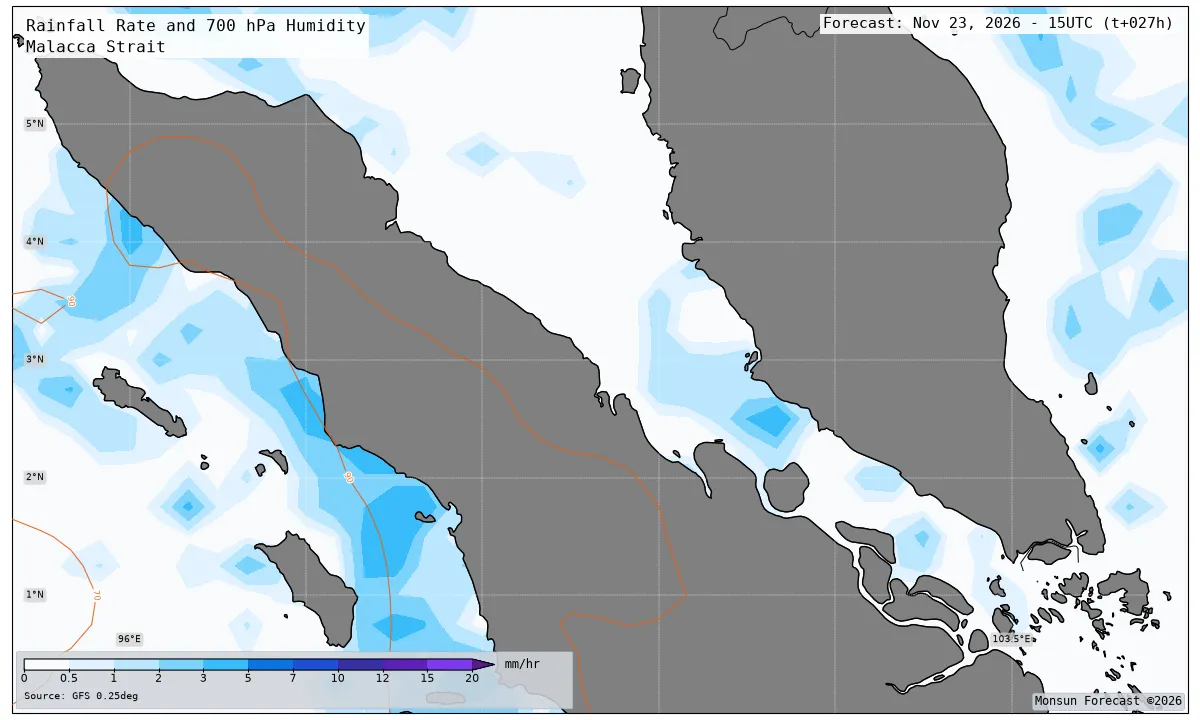 Rainfall Rate and 700 hPa Humidity
Malacca Strait
Forecast: Nov 23, 2026 - 15UTC (t+027h)
5°N
4°N
90
3°N
2°N
90
1°N
70
96°E
103.5°E
mm/hr
0 0.5 1 2 3 5 7 10 12 15 20
Source: GFS 0.25deg
Monsun Forecast ©2026